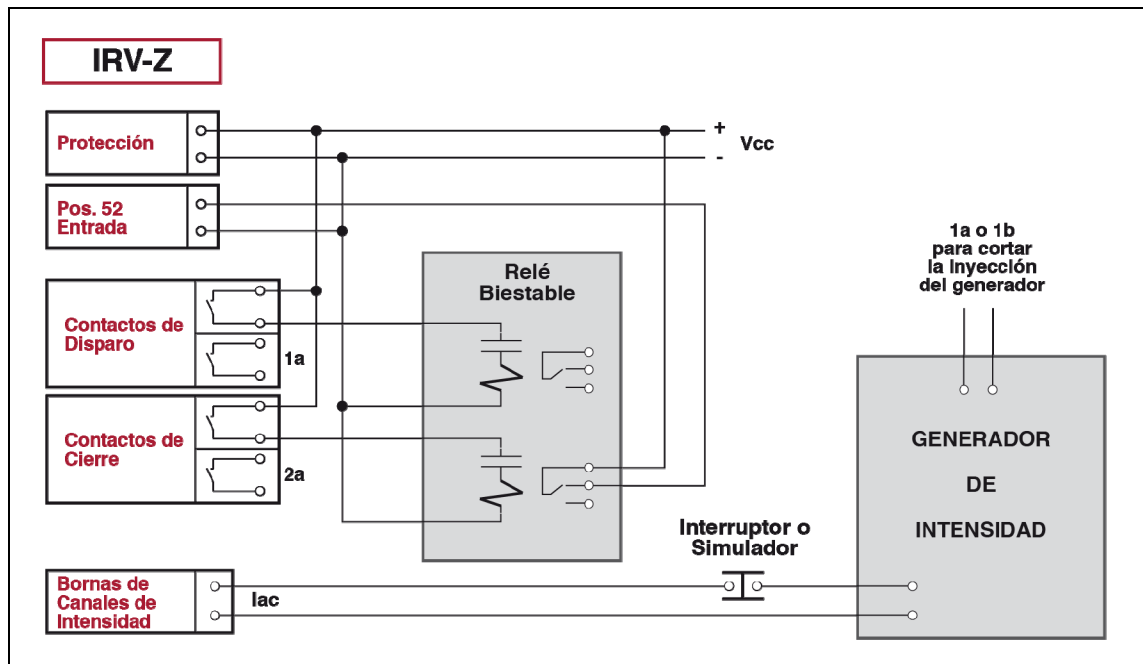 IRV-Z
Protección
+
Vcc
-
Pos. 52
Entrada
1a o 1b
para cortar
la inyección
del generador
Relé
Biestable
Contactos de
Disparo
1a
Contactos de
Cierre
2a
GENERADOR
DE
INTENSIDAD
Interruptor o
Simulador
Bornas de
Canales de
Intensidad
Iac